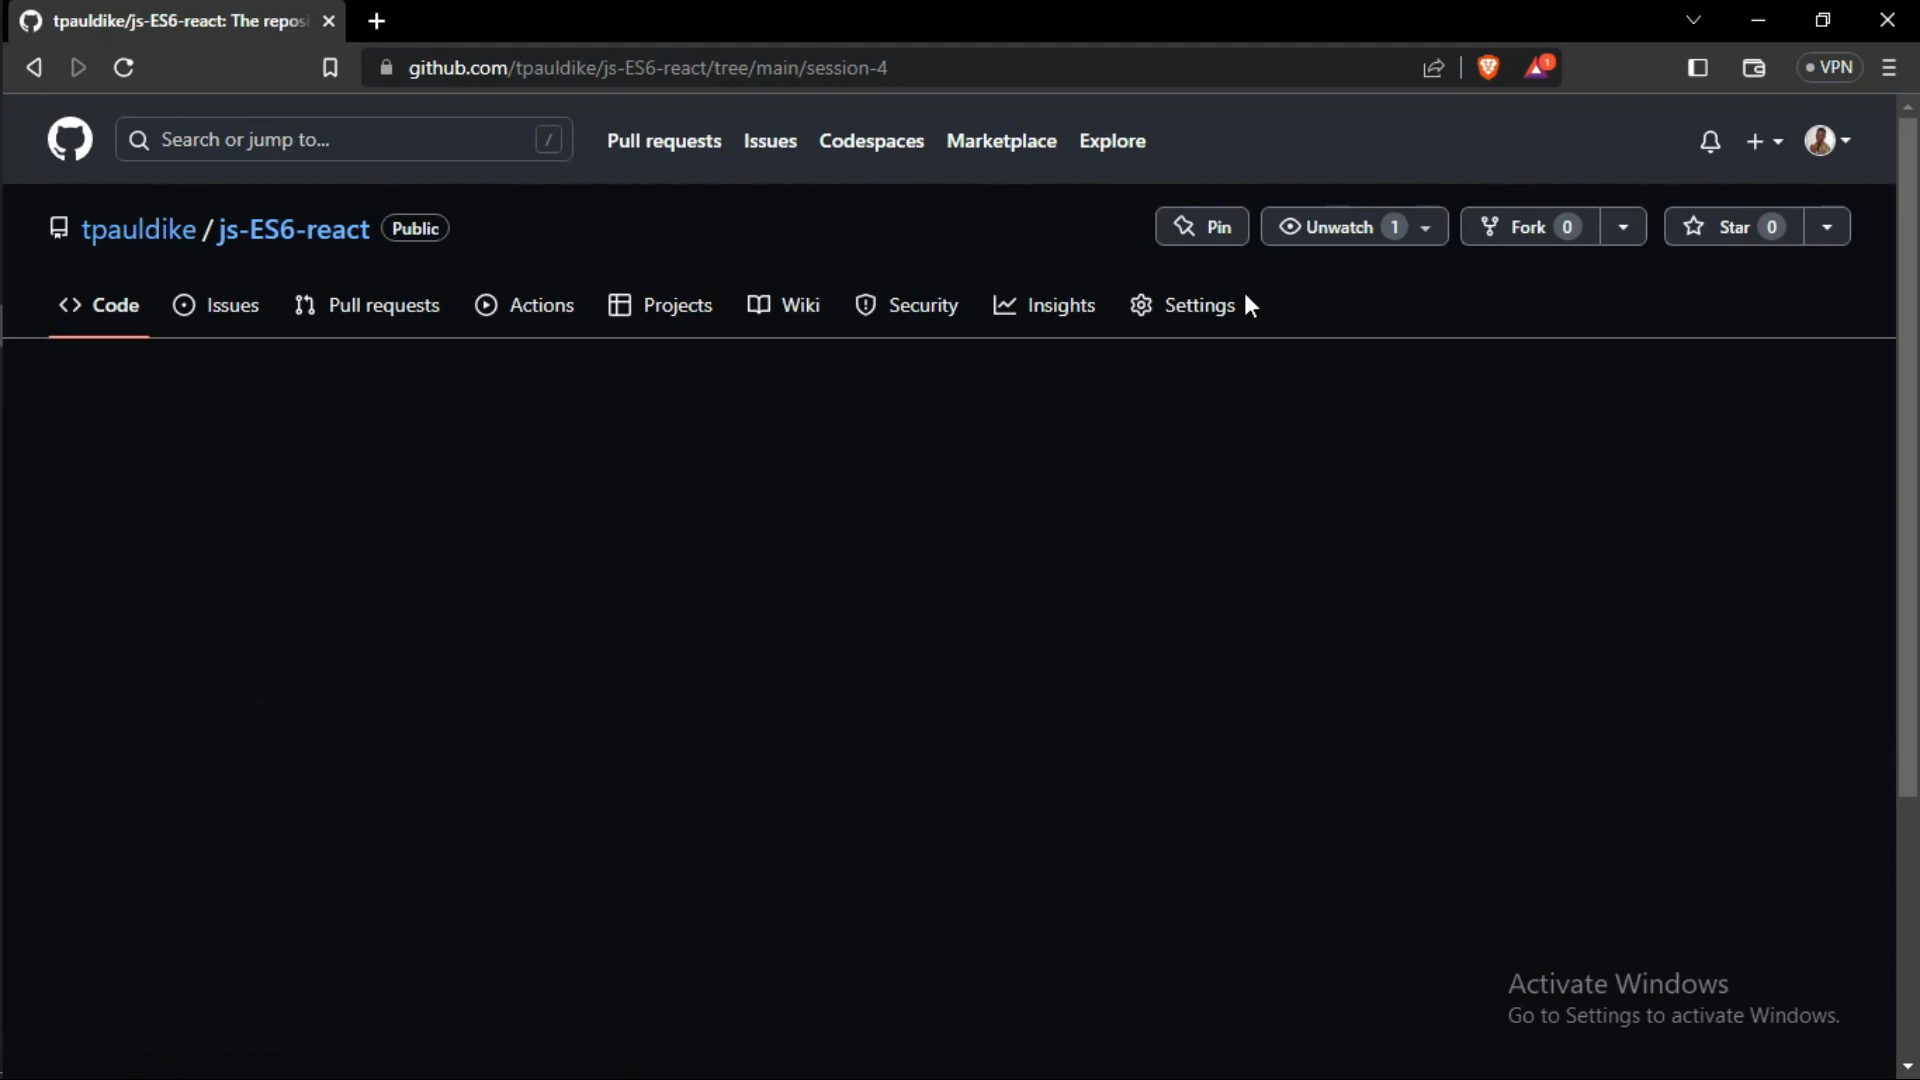 tpauldike/js-ES6-react: The reposi
github.com/tpauldike/js-ES6-react/tree/main/session-4
1
VPN
Search or jump to...
/
Pull requests
Issues
Codespaces
Marketplace
Explore
tpauldike / js-ES6-react
Public
Pin
Unwatch 1
Fork 0
Star 0
Code
Issues
Pull requests
Actions
Projects
Wiki
Security
Insights
Settings
Activate Windows
Go to Settings to activate Windows.